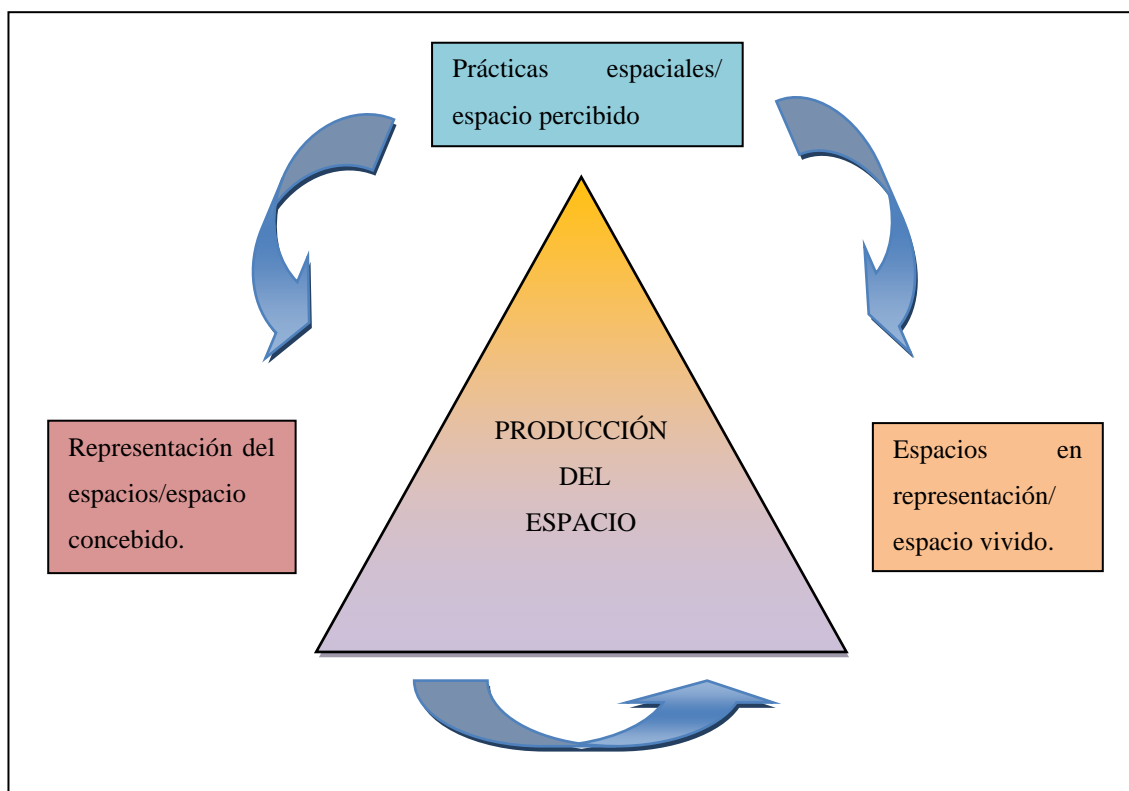 Prácticas espaciales/
espacio percibido
PRODUCCIÓN
DEL
ESPACIO
Representación del
espacios/espacio
concebido.
Espacios en
representación/
espacio vivido.